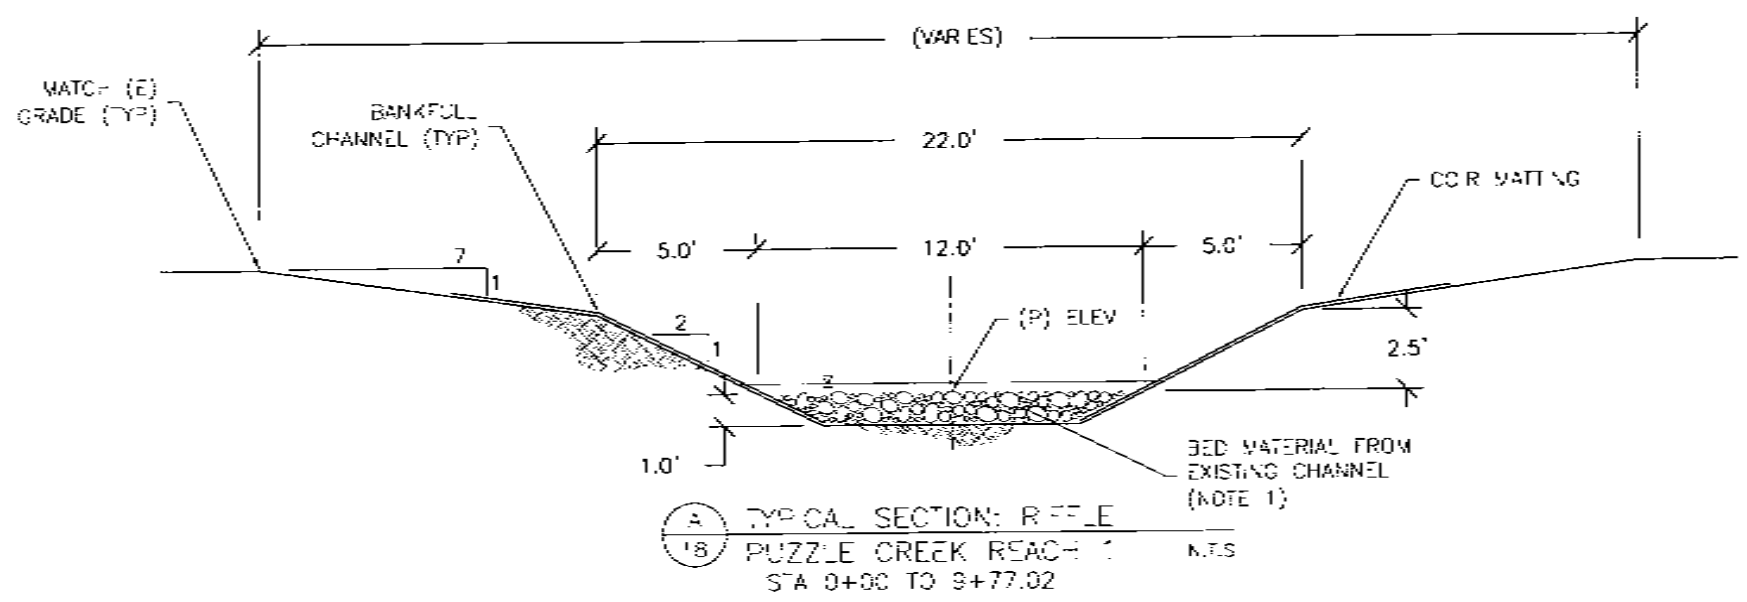 (VARIES)
MATCH (E)
GRADE (TYP)
BANKFULL
CHANNEL (TYP)
22.0'
COIR MATTING
5.0'
12.0'
5.0'
7
1
(P) ELEV
2
1
2.5'
1.0'
BED MATERIAL FROM
EXISTING CHANNEL
(NOTE 1)
A
18
TYPICAL SECTION: RIFFLE
PUZZLE CREEK REACH 1
N.T.S
STA 0+00 TO 9+77.02